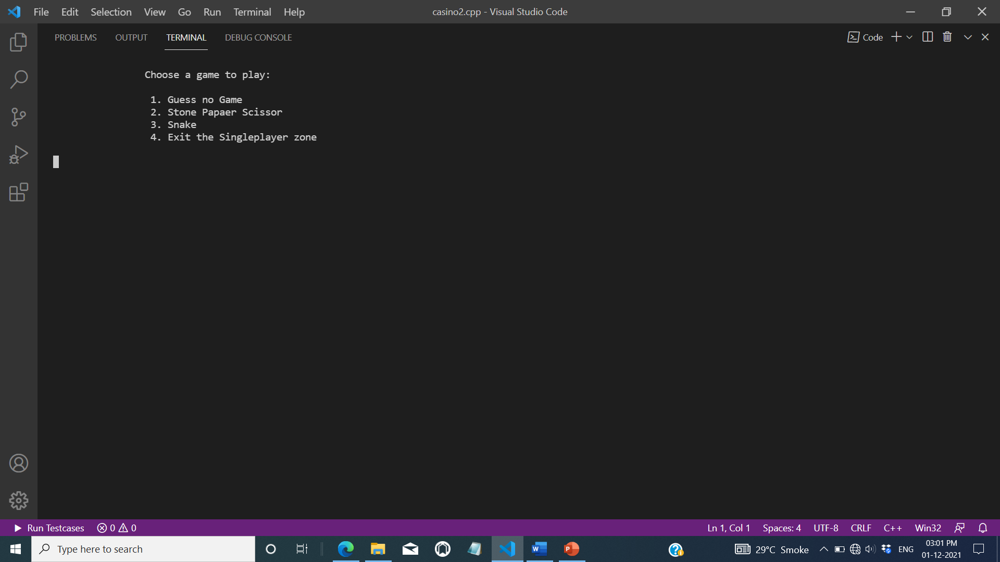 File Edit Selection View Go Run Terminal Help casino2.cpp - Visual Studio Code
PROBLEMS OUTPUT TERMINAL DEBUG CONSOLE Code
Choose a game to play:
1. Guess no Game
2. Stone Papaer Scissor
3. Snake
4. Exit the Singleplayer zone
Run Testcases 0 0 Ln 1, Col 1 Spaces: 4 UTF-8 CRLF C++ Win32
Type here to search 29°C Smoke ENG 03:01 PM
01-12-2021